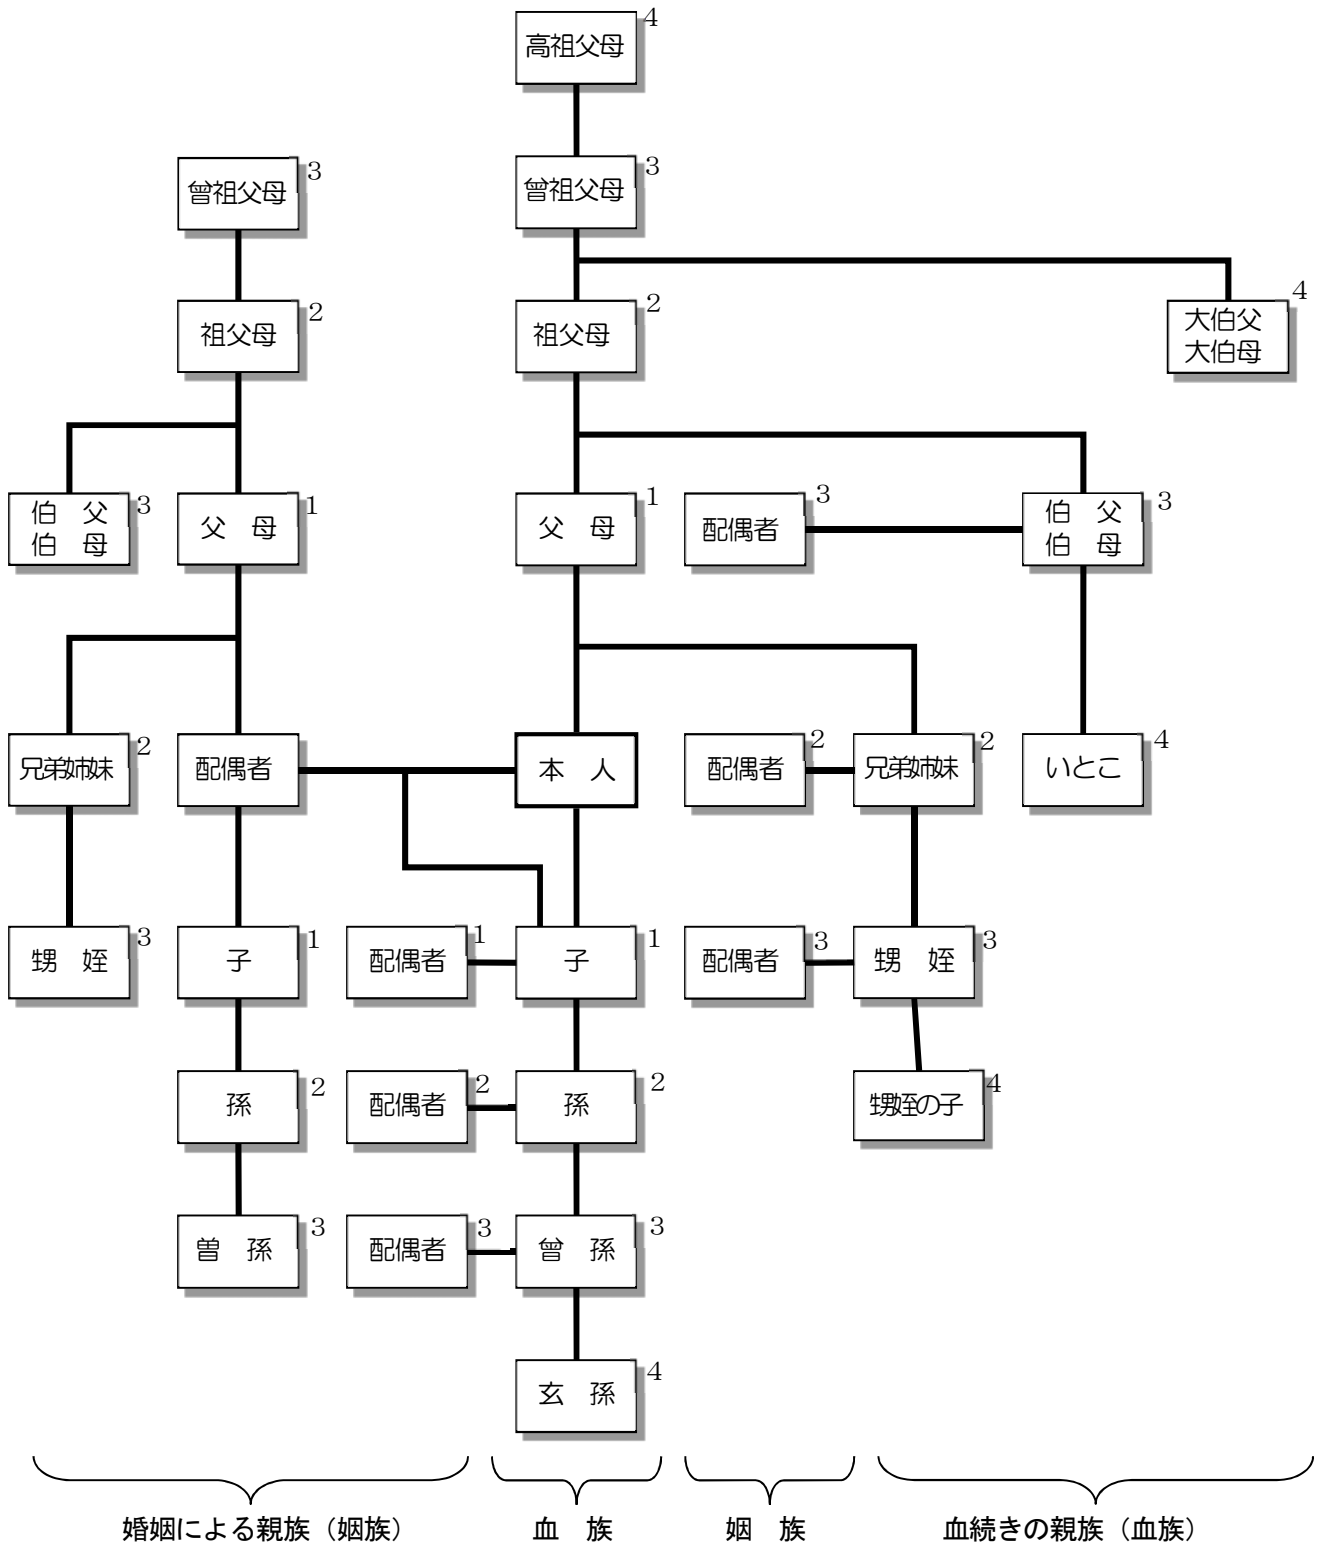 高祖父母 4
曾祖父母 3
曾祖父母 3
祖父母 2
祖父母 2
大伯父 4
大伯母
伯　父 3
伯　母
父　母 1
父　母 1
配偶者 3
伯　父 3
伯　母
兄弟姉妹 2
配偶者
本　人
配偶者 2
兄弟姉妹 2
いとこ 4
甥　姪 3
子 1
配偶者 1
子 1
配偶者 3
甥　姪 3
孫 2
配偶者 2
孫 2
甥姪の子 4
曽　孫 3
配偶者 3
曾　孫 3
玄　孫 4
婚姻による親族（姻族）
血　族
姻　族
血続きの親族（血族）